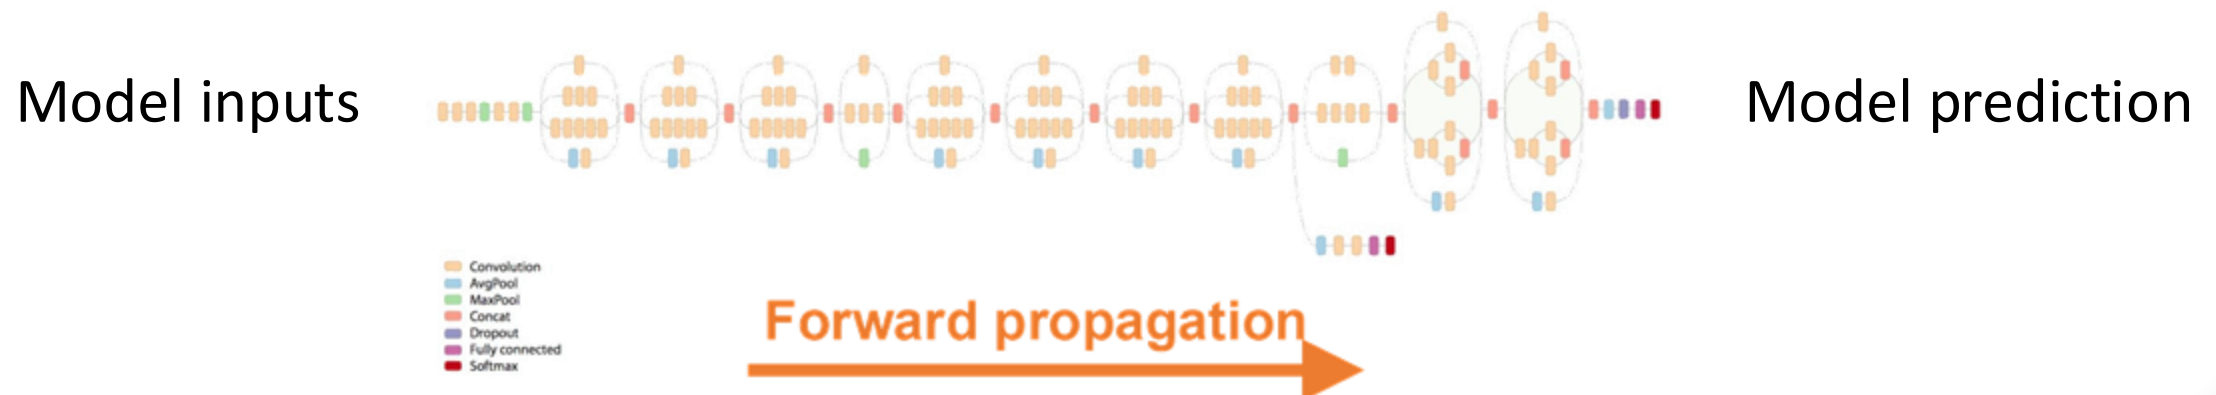 Model inputs
Model prediction
Convolution
AvgPool
MaxPool
Concat
Dropout
Fully connected
Softmax
Forward propagation